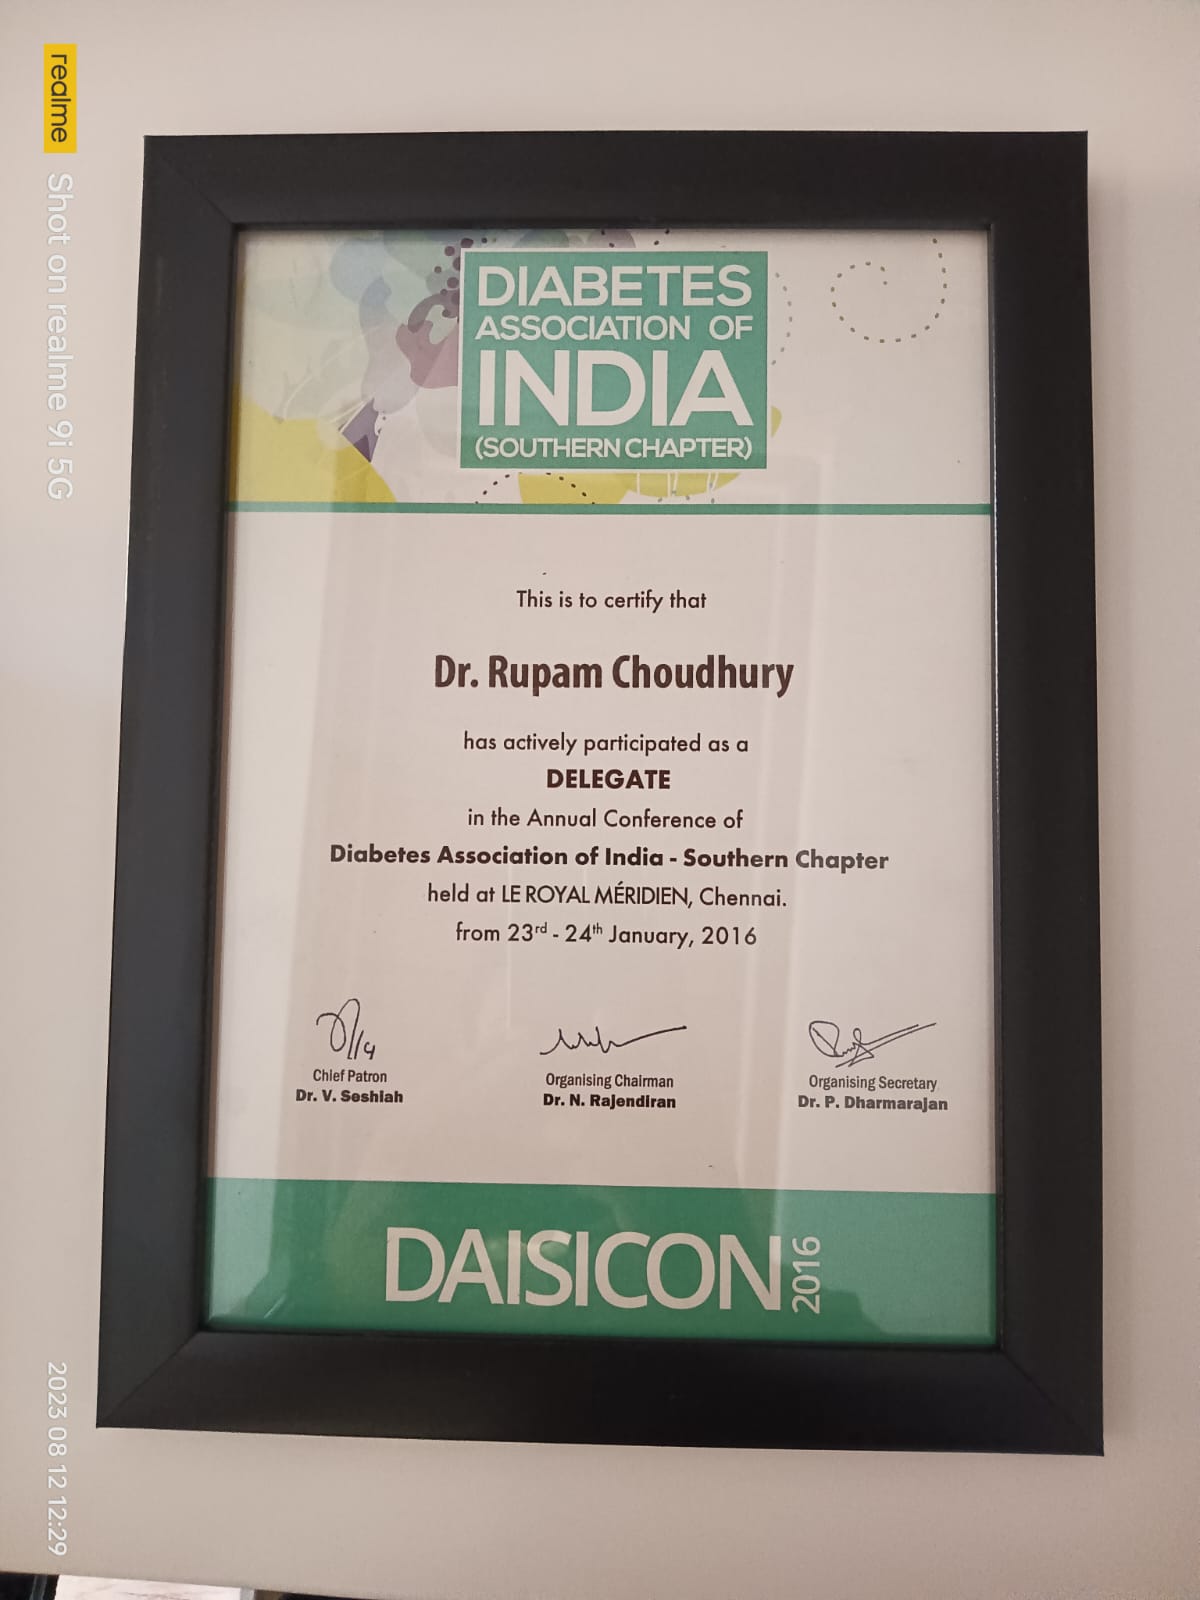 DIABETES
ASSOCIATION OF
INDIA
(SOUTHERN CHAPTER)
This is to certify that
Dr. Rupam Choudhury
has actively participated as a
DELEGATE
in the Annual Conference of
Diabetes Association of India - Southern Chapter
held at LE ROYAL MÉRIDIEN, Chennai.
from 23rd - 24th January, 2016
Chief Patron
Dr. V. Seshiah
Organising Chairman
Dr. N. Rajendiran
Organising Secretary
Dr. P. Dharmarajan
DAISICON 2016
realme Shot on realme 9i 5G
2023 08 12 12:29